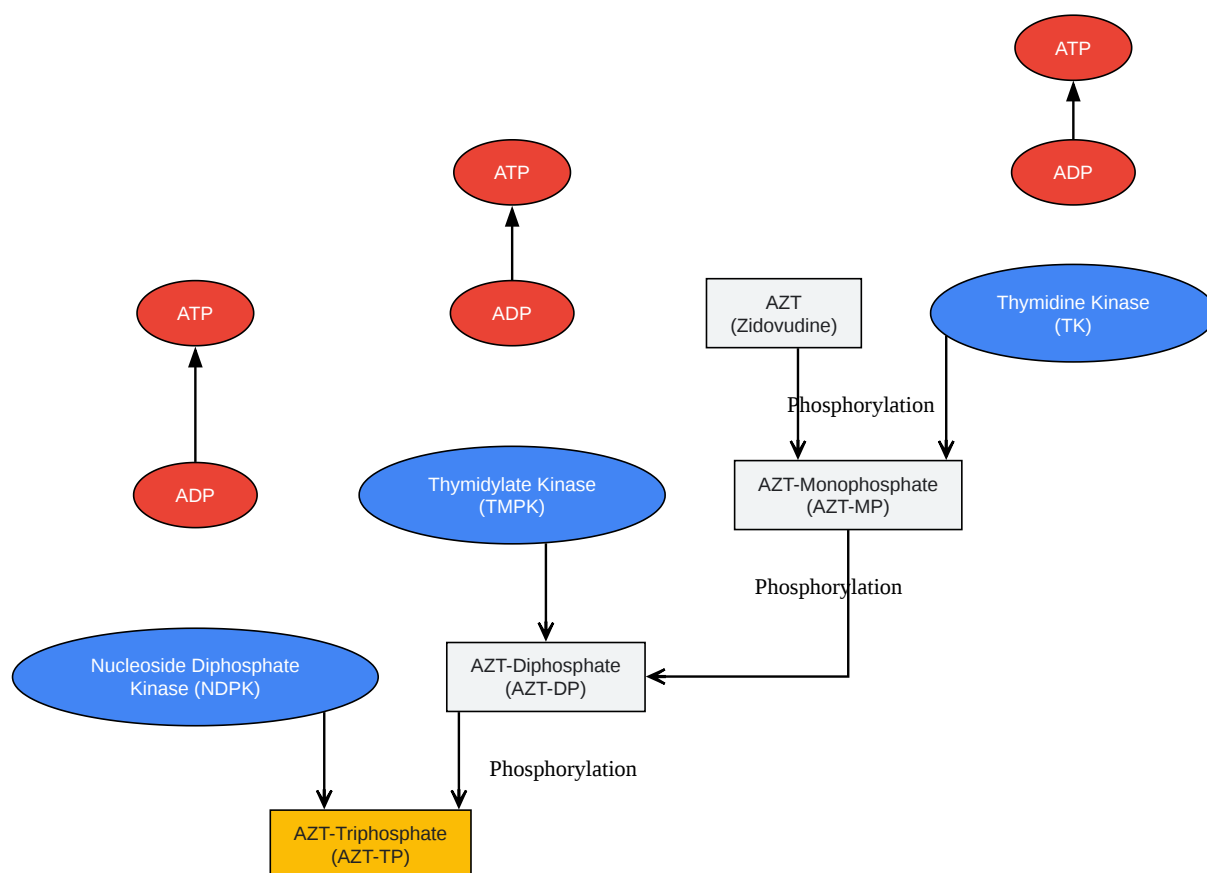 ATP
ADP
ATP
ADP
ATP
ADP
AZT
(Zidovudine)
Thymidine Kinase
(TK)
Phosphorylation
Thymidylate Kinase
(TMPK)
AZT-Monophosphate
(AZT-MP)
Phosphorylation
Nucleoside Diphosphate
Kinase (NDPK)
AZT-Diphosphate
(AZT-DP)
Phosphorylation
AZT-Triphosphate
(AZT-TP)